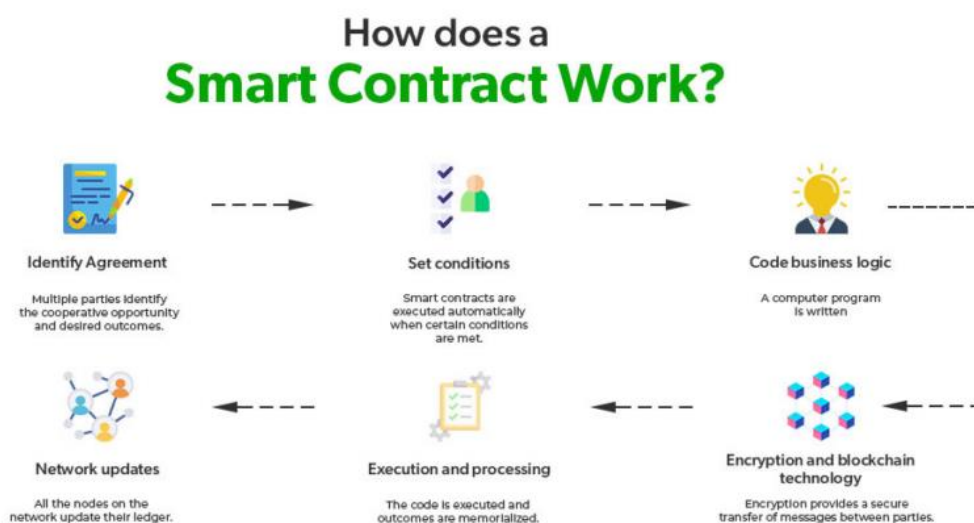 How does a
Smart Contract Work?
Identify Agreement
Multiple parties identify
the cooperative opportunity
and desired outcomes.
Set conditions
Smart contracts are
executed automatically
when certain conditions
are met.
Code business logic
A computer program
is written
Encryption and blockchain
technology
Encryption provides a secure
transfer of messages between parties.
Execution and processing
The code is executed and
outcomes are memorialized.
Network updates
All the nodes on the
network update their ledger.